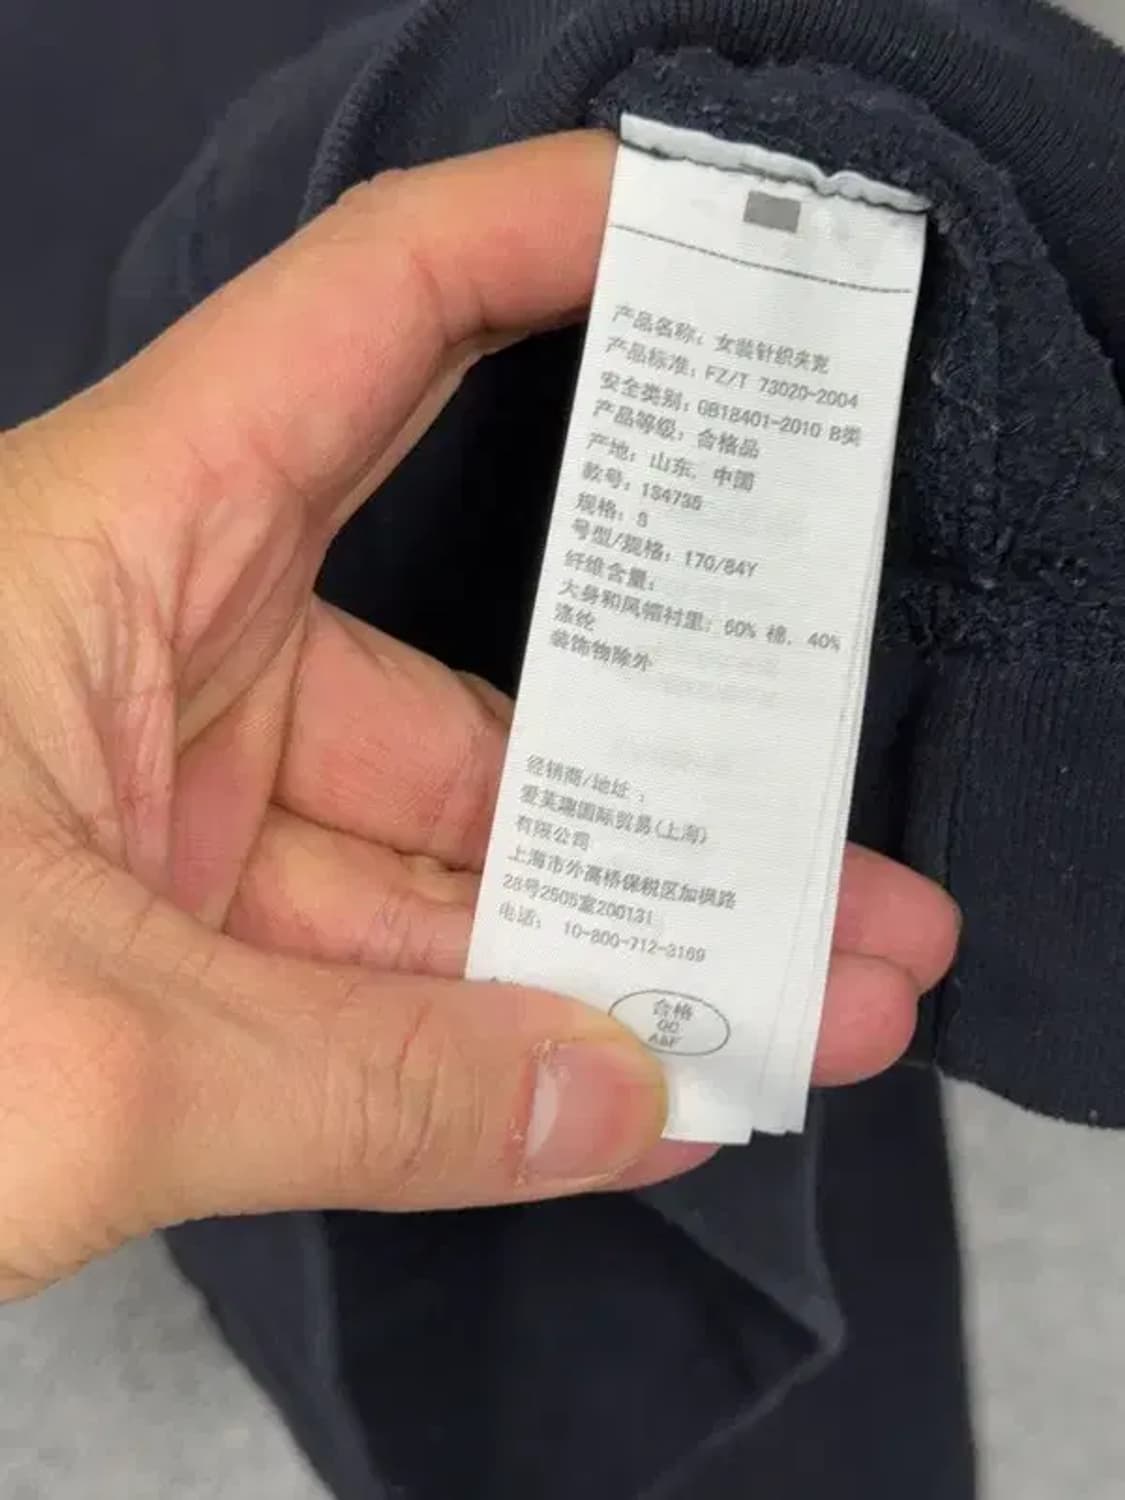 产品名称：女装针织夹克
产品标准：FZ/T 73020-2004
安全类别：GB18401-2010 B类
产品等级：合格品
产地：山东，中国
款号：134735
规格：S
号型/规格：170/84Y
纤维含量：
大身和风帽衬里：60% 棉，40%
涤纶
装饰物除外
经销商/地址：
爱芙趣国际贸易(上海)
有限公司
上海市外高桥保税区加枫路
28号2505室200131
电话： 10-800-712-3169
合格
QC
A&F